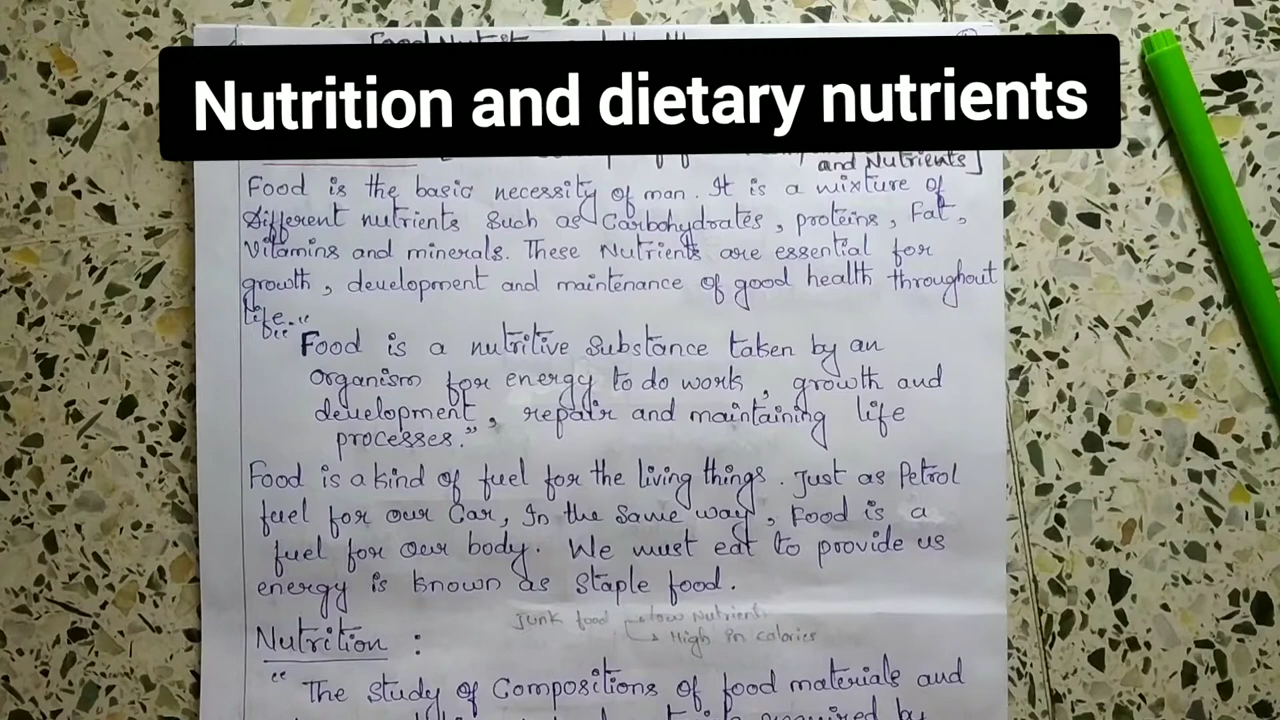 Nutrition and dietary nutrients
and Nutrients]
Food is the basic necessity of man. It is a mixture of
different nutrients such as Carbohydrates, proteins, Fat,
Vitamins and minerals. These Nutrients are essential for
growth, development and maintenance of good health throughout
life.
"Food is a nutritive substance taken by an
organism for energy to do work, growth and
development, repair and maintaining life
processes."
Food is a kind of fuel for the living things. Just as Petrol
fuel for our Car, In the same way, Food is a
fuel for our body. We must eat to provide us
energy is known as staple food.
Junk food low Nutrient
→ High in calories
Nutrition :
"The study of Compositions of food materials and
required by